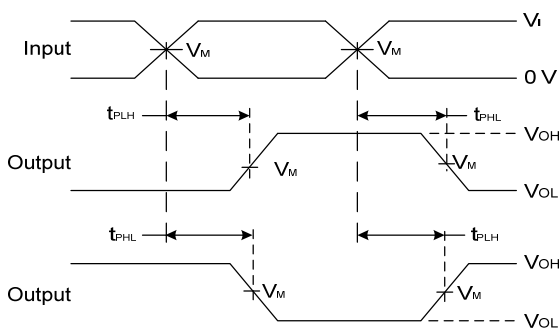 Input
VM
VM
VI
0 V
tPLH
tPHL
Output
VM
VM
VOH
VOL
tPHL
tPLH
Output
VM
VM
VOH
VOL